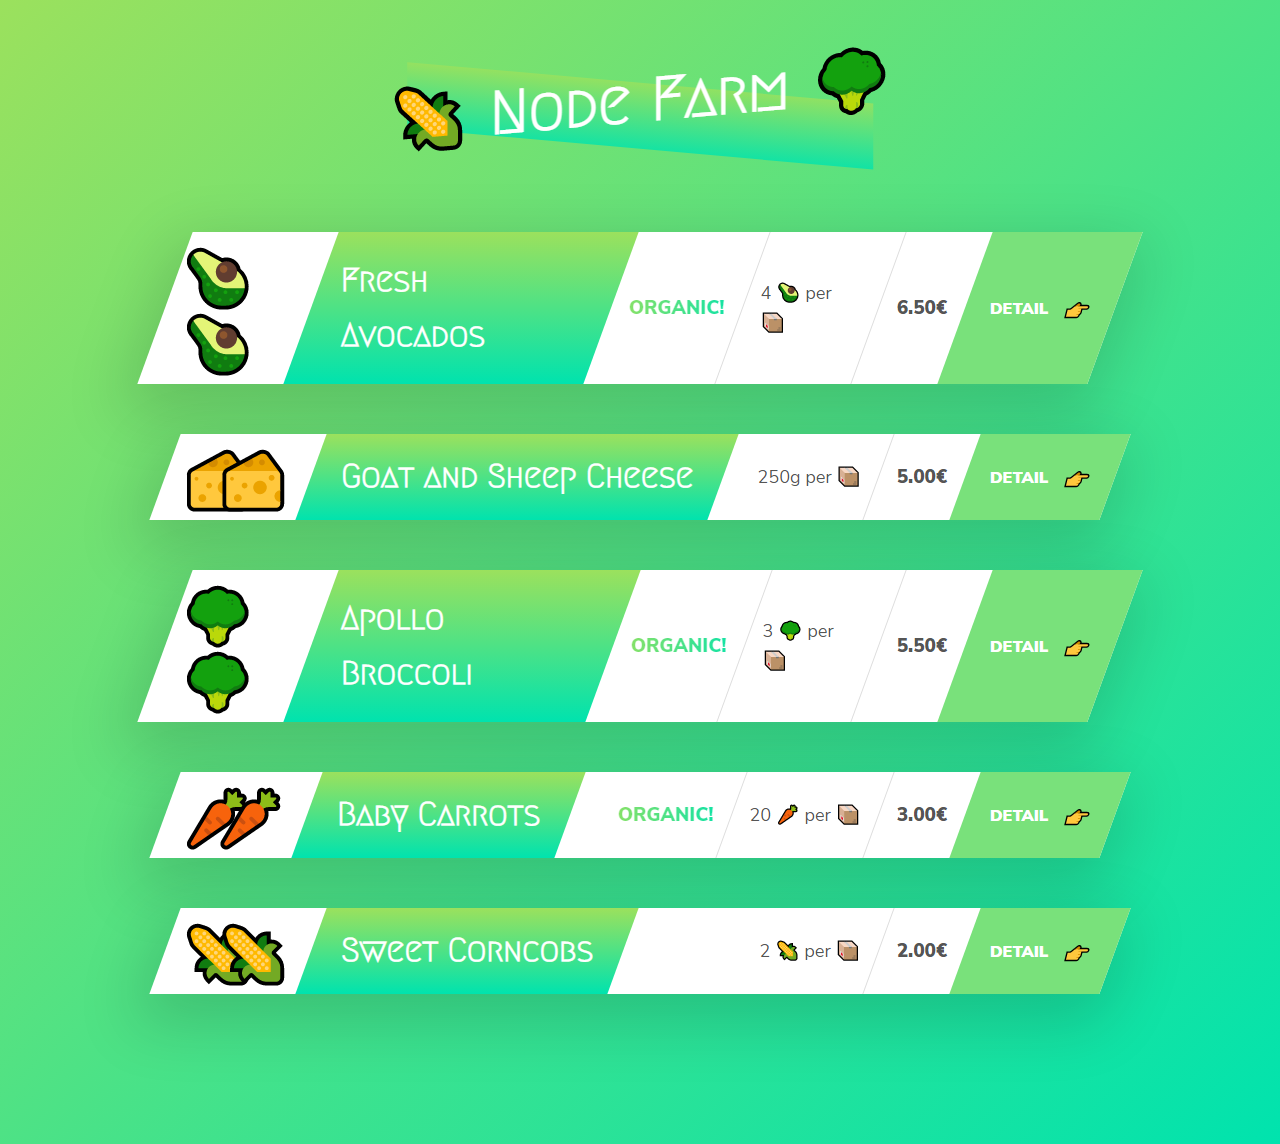 Node Farm
Fresh
Avocados
ORGANIC!
4 🥑 per
📦
6.50€
DETAIL 👉
Goat and Sheep Cheese
250g per 📦
5.00€
DETAIL 👉
Apollo
Broccoli
ORGANIC!
3 🥦 per
📦
5.50€
DETAIL 👉
Baby Carrots
ORGANIC!
20 🥕 per 📦
3.00€
DETAIL 👉
Sweet Corncobs
2 🌽 per 📦
2.00€
DETAIL 👉